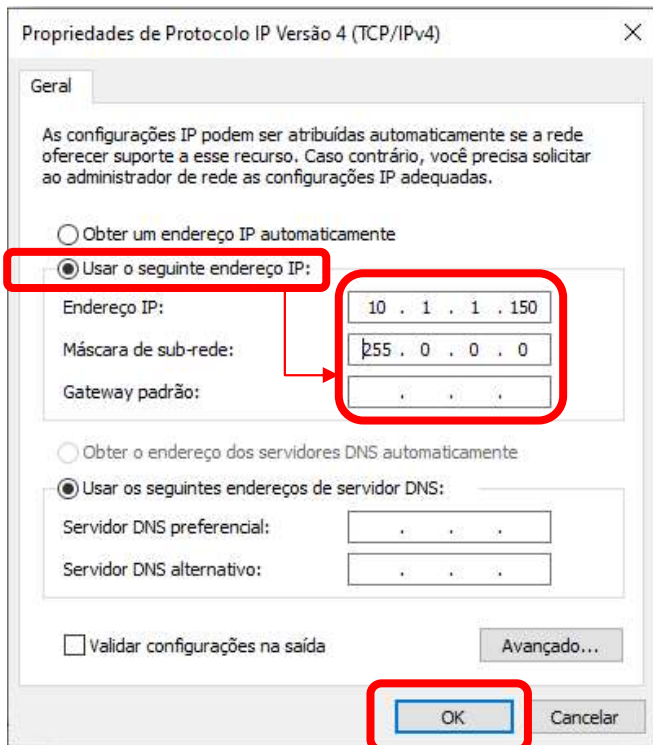 Propriedades de Protocolo IP Versão 4 (TCP/IPv4)
Geral
As configurações IP podem ser atribuídas automaticamente se a rede
oferecer suporte a esse recurso. Caso contrário, você precisa solicitar
ao administrador de rede as configurações IP adequadas.
Obter um endereço IP automaticamente
Usar o seguinte endereço IP:
Endereço IP: 10 . 1 . 1 . 150
Máscara de sub-rede: 255 . 0 . 0 . 0
Gateway padrão: . . .
Obter o endereço dos servidores DNS automaticamente
Usar os seguintes endereços de servidor DNS:
Servidor DNS preferencial: . . .
Servidor DNS alternativo: . . .
Validar configurações na saída Avançado...
OK Cancelar